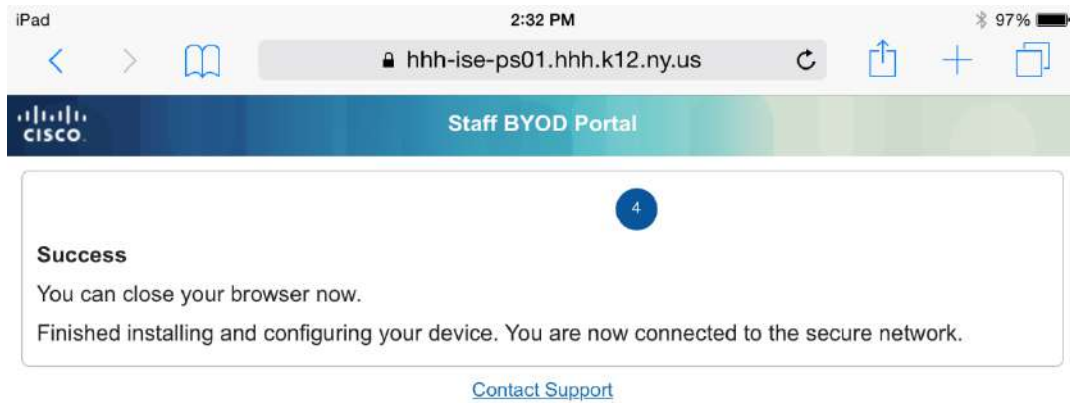 iPad 2:32 PM 97%
hhh-ise-ps01.hhh.k12.ny.us
CISCO Staff BYOD Portal
4
Success
You can close your browser now.
Finished installing and configuring your device. You are now connected to the secure network.
Contact Support